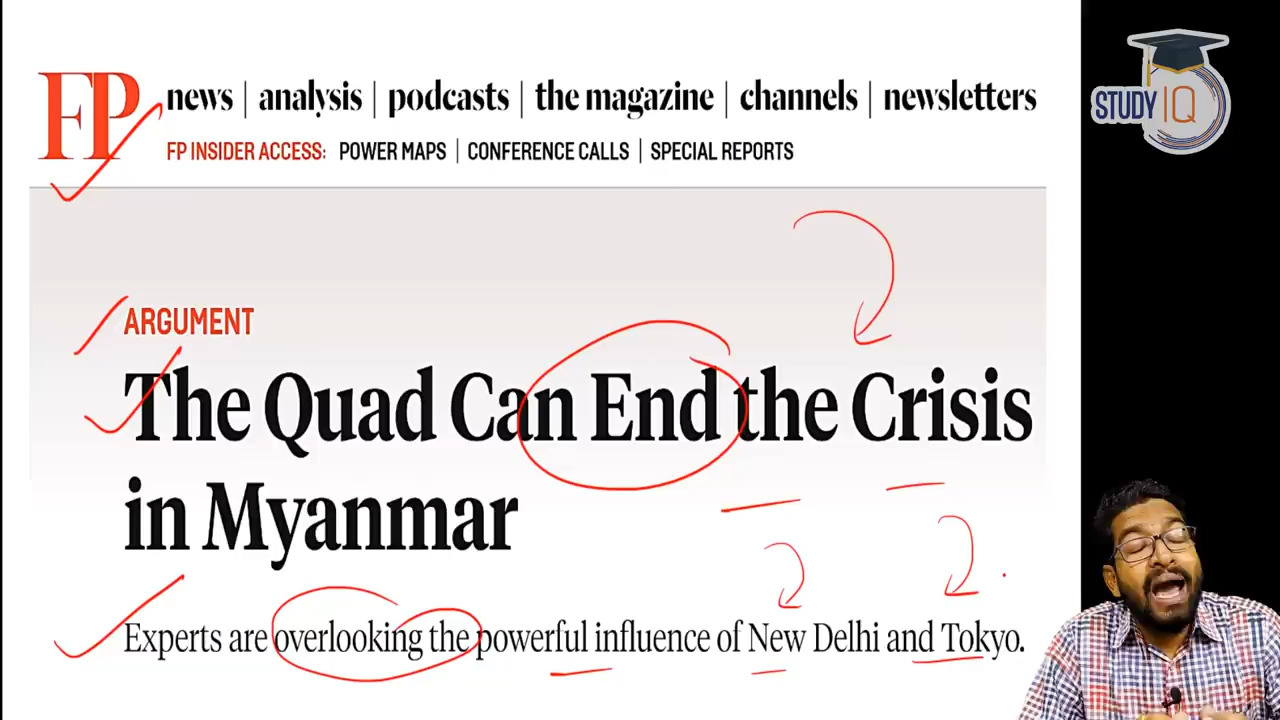 FP
news | analysis | podcasts | the magazine | channels | newsletters
FP INSIDER ACCESS: POWER MAPS | CONFERENCE CALLS | SPECIAL REPORTS
STUDY IQ
ARGUMENT
The Quad Can End the Crisis
in Myanmar
Experts are overlooking the powerful influence of New Delhi and Tokyo.